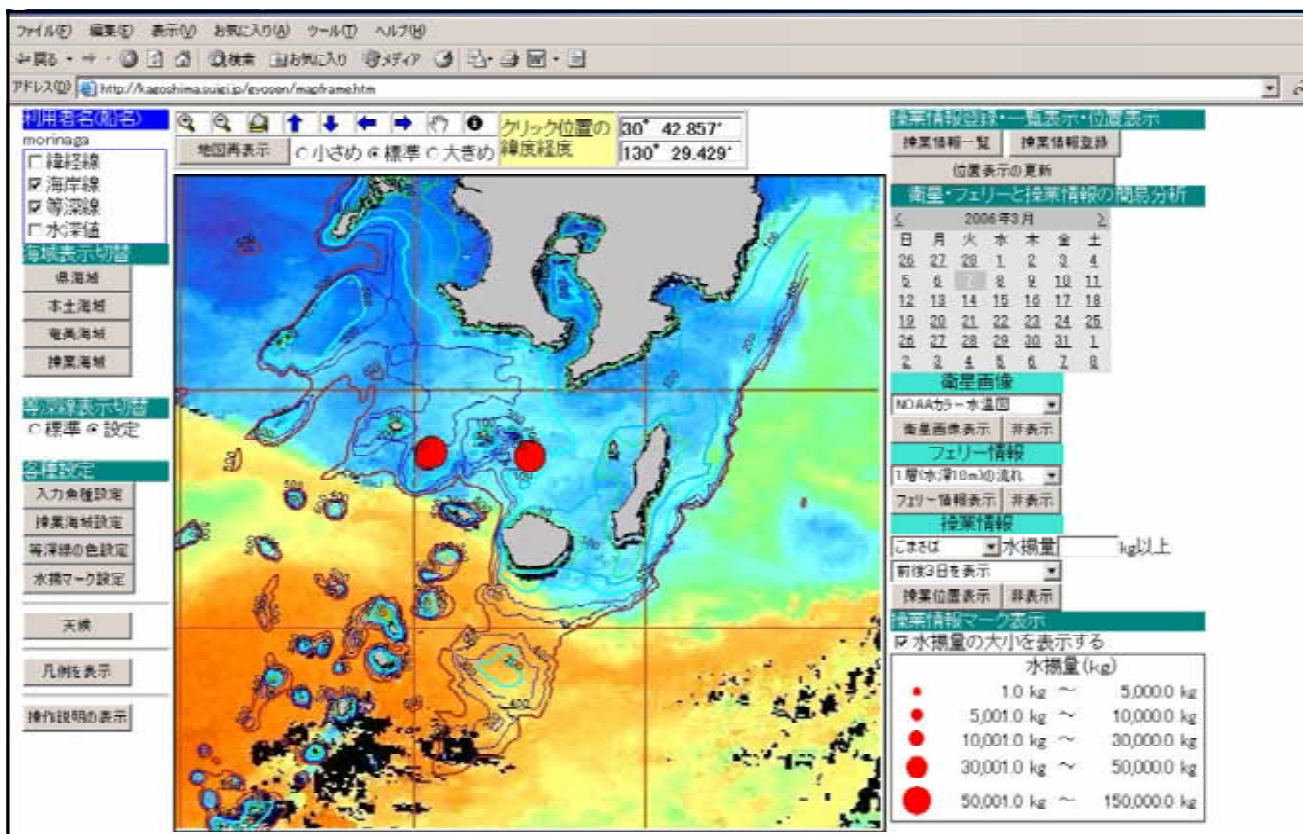 ファイル(F) 編集(E) 表示(V) お気に入り(A) ツール(T) ヘルプ(H)
戻る 検索 お気に入り メディア
アドレス(D) http://kagoshima.suigi.jp/gyosen/mapframe.htm
利用者名(船名)
morinaga
緯経線
海岸線
等深線
水深値
海域表示切替
県海域
本土海域
奄美海域
操業海域
等深線表示切替
標準 設定
各種設定
入力魚種設定
操業海域設定
等深線の色設定
水揚マーク設定
天候
凡例を表示
操作説明の表示
地図再表示 小さめ 標準 大きめ
クリック位置の
緯度経度
30° 42.857'
130° 29.429'
操業情報登録・一覧表示・位置表示
操業情報一覧 操業情報登録
位置表示の更新
衛星・フェリーと操業情報の簡易分析
< 2006年3月 >
日 月 火 水 木 金 土
26 27 28 1 2 3 4
5 6 7 8 9 10 11
12 13 14 15 16 17 18
19 20 21 22 23 24 25
26 27 28 29 30 31 1
2 3 4 5 6 7 8
衛星画像
NOAAカラー水温図
衛星画像表示 非表示
フェリー情報
1層(水深10m)の流れ
フェリー情報表示 非表示
操業情報
ごまさば 水揚量 kg以上
前後3日を表示
操業位置表示 非表示
操業情報マーク表示
水揚量の大小を表示する
水揚量(kg)
1.0 kg ～ 5,000.0 kg
5,001.0 kg ～ 10,000.0 kg
10,001.0 kg ～ 30,000.0 kg
30,001.0 kg ～ 50,000.0 kg
50,001.0 kg ～ 150,000.0 kg